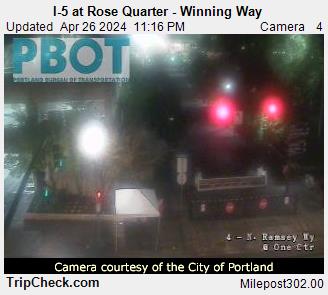 I-5 at Rose Quarter - Winning Way
Updated Apr 26 2024 11:16 PM Camera 4
PBOT
PORTLAND BUREAU OF TRANSPORTATION
4 - N. Ramsey Wy
@ One Ctr
Camera courtesy of the City of Portland
TripCheck.com Milepost302.00